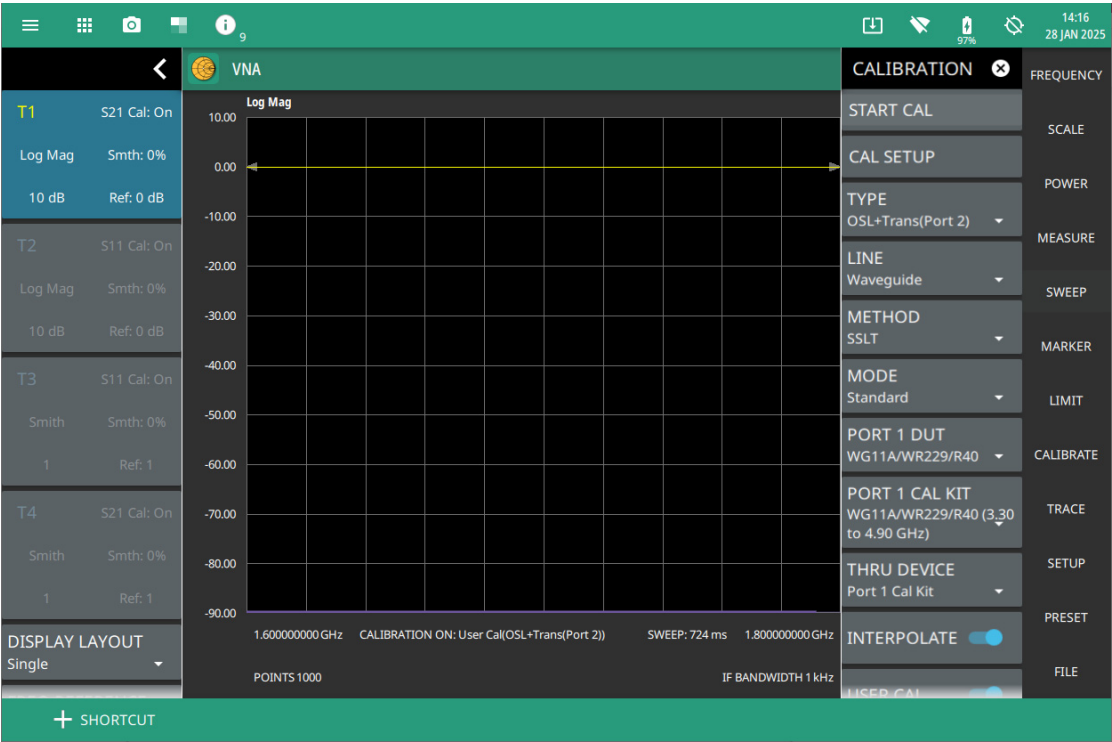 9
97%
14:16
28 JAN 2025
VNA
T1 S21 Cal: On
Log Mag Smth: 0%
10 dB Ref: 0 dB
T2 S11 Cal: On
Log Mag Smth: 0%
10 dB Ref: 0 dB
T3 S11 Cal: On
Smith Smth: 0%
1 Ref: 1
T4 S21 Cal: On
Smith Smth: 0%
1 Ref: 1
DISPLAY LAYOUT
Single
Log Mag
10.00
0.00
-10.00
-20.00
-30.00
-40.00
-50.00
-60.00
-70.00
-80.00
-90.00
1.600000000 GHz CALIBRATION ON: User Cal(OSL+Trans(Port 2)) SWEEP: 724 ms 1.800000000 GHz
POINTS 1000 IF BANDWIDTH 1 kHz
CALIBRATION
START CAL
CAL SETUP
TYPE
OSL+Trans(Port 2)
LINE
Waveguide
METHOD
SSLT
MODE
Standard
PORT 1 DUT
WG11A/WR229/R40
PORT 1 CAL KIT
WG11A/WR229/R40 (3.30
to 4.90 GHz)
THRU DEVICE
Port 1 Cal Kit
INTERPOLATE
USER CAL
FREQUENCY
SCALE
POWER
MEASURE
SWEEP
MARKER
LIMIT
CALIBRATE
TRACE
SETUP
PRESET
FILE
SHORTCUT